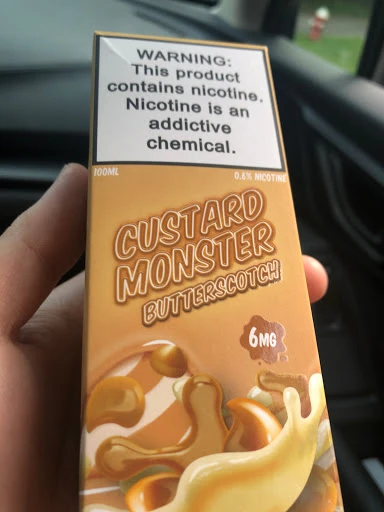 WARNING:
This product
contains nicotine.
Nicotine is an
addictive
chemical.
100ML 0.6% NICOTINE
CUSTARD
MONSTER
BUTTERSCOTCH
6MG